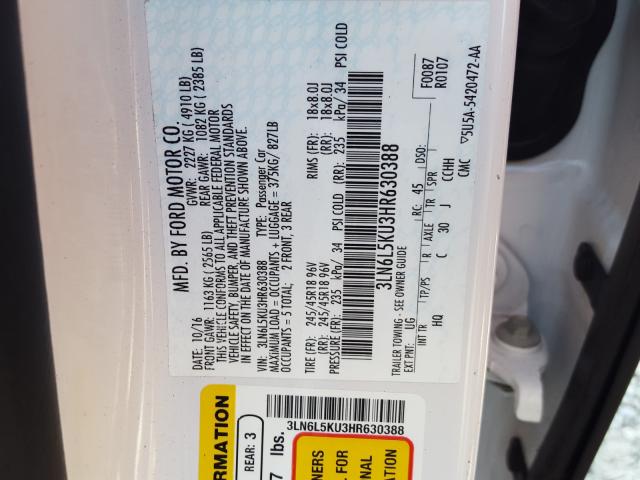 MFD. BY FORD MOTOR CO.
DATE: 10/16 GVWR: 2227 KG ( 4910 LB)
FRONT GAWR: 1163 KG ( 2565 LB) REAR GAWR: 1082 KG ( 2385 LB)
THIS VEHICLE CONFORMS TO ALL APPLICABLE FEDERAL MOTOR
VEHICLE SAFETY, BUMPER, AND THEFT PREVENTION STANDARDS
IN EFFECT ON THE DATE OF MANUFACTURE SHOWN ABOVE.
VIN: 3LN6L5KU3HR630388 TYPE: Passenger Car
MAXIMUM LOAD = OCCUPANTS + LUGGAGE = 375KG/ 827LB
OCCUPANTS = 5 TOTAL; 2 FRONT, 3 REAR
TIRE (FR): 245/45R18 96V RIMS (FR): 18x8.0J
(RR): 245/45R18 96V (RR): 18x8.0J
PRESSURE (FR): 235 kPa/ 34 PSI COLD (RR): 235 kPa/ 34 PSI COLD
3LN6L5KU3HR630388
F0087
R0107
TRAILER TOWING - SEE OWNER GUIDE
EXT PNT: UG RC: 45 DSO:
INT TR TP/PS R AXLE TR SPR
HQ C 30 J CCHH
CMC 5U5A-5420472-AA
3LN6L5KU3HR630388
RMATION
REAR: 3
7 lbs.
NERS
L FOR
NAL
ATION